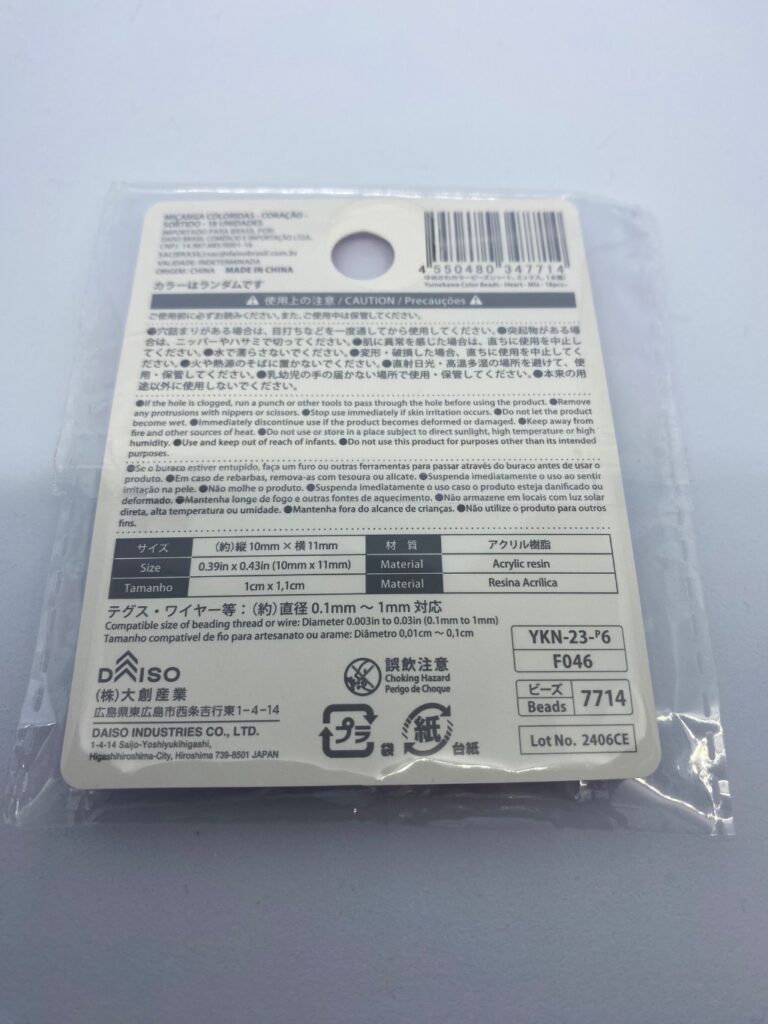 MIÇANGA COLORIDAS - CORAÇÃO -
SORTIDO - 18 UNIDADES
IMPORTADO PARA BRASIL POR:
DAISO BRASIL COMÉRCIO E IMPORTAÇÃO LTDA.
VALIDADE: INDETERMINADA
ORIGEM: CHINA MADE IN CHINA
カラーはランダムです
4 550480 347714
Yumekawa Color Beads - Heart - Mix - 18pcs.-
使用上の注意 / CAUTION / Precauções
ご使用前に必ずお読みください。また、ご使用中は保管してください。
●穴詰まりがある場合は、目打ちなどを一度通してから使用してください。●突起物がある場
合は、ニッパーやハサミで切ってください。●肌に異常を感じた場合は、直ちに使用を中止し
てください。●水で濡らさないでください。●変形・破損した場合、直ちに使用を中止してくだ
さい。●火や熱源のそばに置かないでください。●直射日光・高温多湿の場所を避けて、使
用・保管してください。●乳幼児の手の届かない場所で使用・保管してください。●本来の用
途以外に使用しないでください。
●If the hole is clogged, run a punch or other tools to pass through the hole before using the product. ●Remove
any protrusions with nippers or scissors. ●Stop use immediately if skin irritation occurs. ●Do not let the product
become wet. ●Immediately discontinue use if the product becomes deformed or damaged. ●Keep away from
fire and other sources of heat. ●Do not use or store in a place subject to direct sunlight, high temperature or high
humidity. ●Use and keep out of reach of infants. ●Do not use this product for purposes other than its intended
purposes.
●Se o buraco estiver entupido, faça um furo ou outras ferramentas para passar através do buraco antes de usar o
produto. ●Em caso de rebarbas, remova-as com tesoura ou alicate. ●Suspenda imediatamente o uso ao sentir
irritação na pele. ●Não molhe o produto. ●Suspenda imediatamente o uso caso o produto esteja danificado ou
deformado. ●Mantenha longe de fogo e outras fontes de aquecimento. ●Não armazene em locais com luz solar
direta, alta temperatura ou umidade. ●Mantenha fora do alcance de crianças. ●Não utilize o produto para outros
fins.
サイズ (約)縦10mm×横11mm 材質 アクリル樹脂
Size 0.39in x 0.43in (10mm x 11mm) Material Acrylic resin
Tamanho 1cm x 1,1cm Material Resina Acrílica
テグス・ワイヤー等:(約)直径 0.1mm ～ 1mm 対応
Compatible size of beading thread or wire: Diameter 0.003in to 0.03in (0.1mm to 1mm)
Tamanho compatível de fio para artesanato ou arame: Diâmetro 0,01cm ～ 0,1cm
DAISO
(株)大創産業
広島県東広島市西条吉行東1-4-14
DAISO INDUSTRIES CO., LTD.
1-4-14 Saijo-Yoshiyukihigashi,
Higashihiroshima-City, Hiroshima 739-8501 JAPAN
誤飲注意
Choking Hazard
Perigo de Choque
プラ 袋 紙 台紙
YKN-23-P6
F046
ビーズ
Beads 7714
Lot No. 2406CE